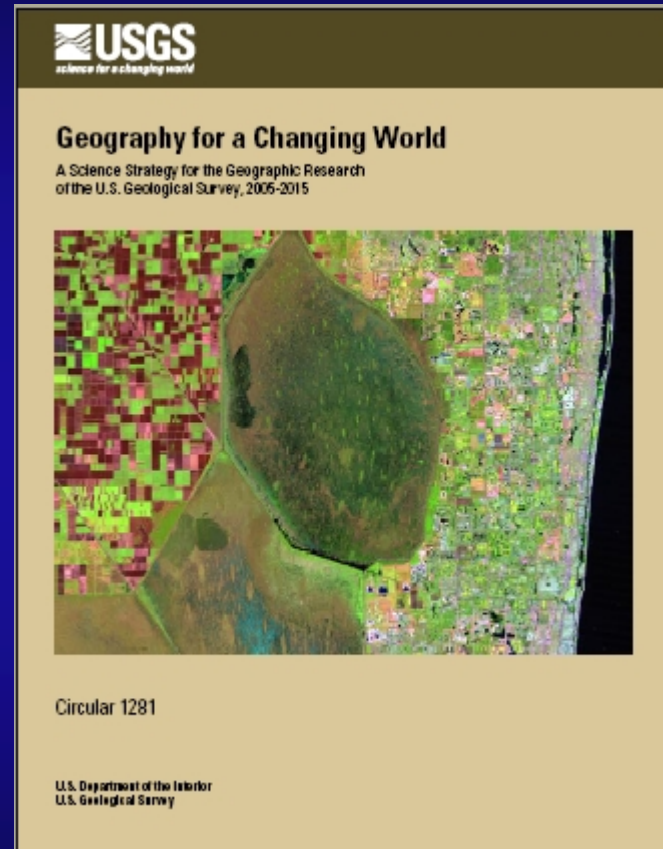 USGS
science for a changing world
Geography for a Changing World
A Science Strategy for the Geographic Research
of the U.S. Geological Survey, 2005-2015
Circular 1281
U.S. Department of the Interior
U.S. Geological Survey